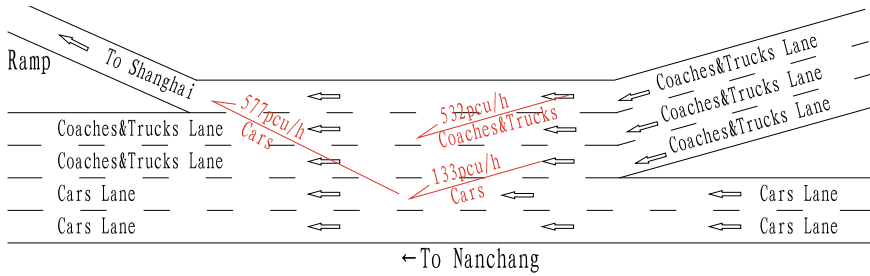 To Shanghai
Ramp
Coaches&Trucks Lane
Coaches&Trucks Lane
Coaches&Trucks Lane
577pcu/h
Cars
532pcu/h
Coaches&Trucks
133pcu/h
Cars
Coaches&Trucks Lane
Coaches&Trucks Lane
Cars Lane
Cars Lane
Cars Lane
Cars Lane
←To Nanchang